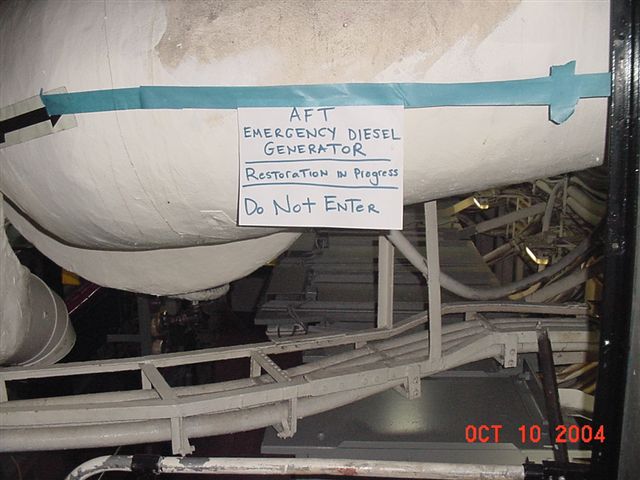 AFT
EMERGENCY DIESEL
GENERATOR
RESTORATION IN PROGRESS
DO NOT ENTER
OCT 10 2004